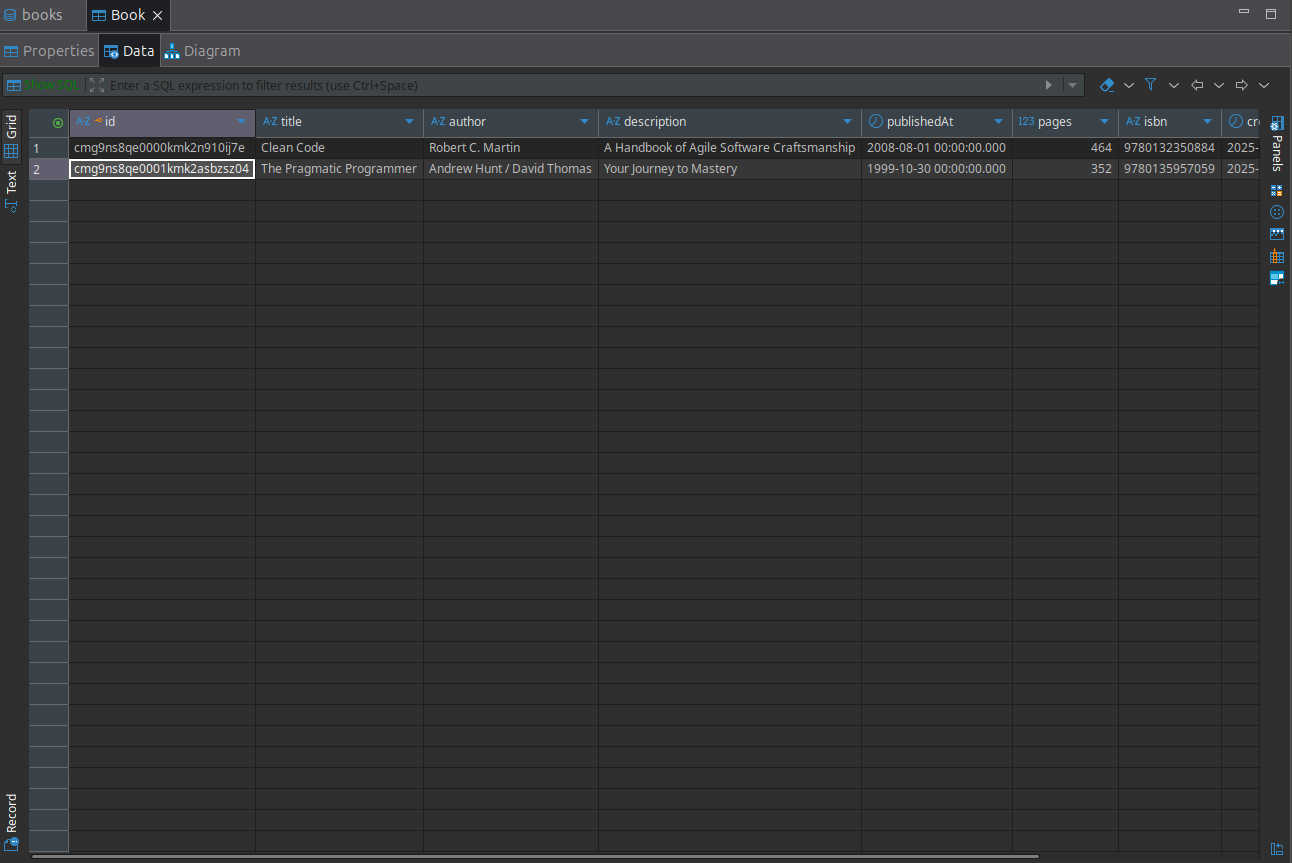 books Book
Properties Data Diagram
Show SQL Enter a SQL expression to filter results (use Ctrl+Space)
Grid
Text
Record
Panels
A-Z id A-Z title A-Z author A-Z description publishedAt 123 pages A-Z isbn cr
1 cmg9ns8qe0000kmk2n910ij7e Clean Code Robert C. Martin A Handbook of Agile Software Craftsmanship 2008-08-01 00:00:00.000 464 9780132350884 2025-
2 cmg9ns8qe0001kmk2asbzsz04 The Pragmatic Programmer Andrew Hunt / David Thomas Your Journey to Mastery 1999-10-30 00:00:00.000 352 9780135957059 2025-